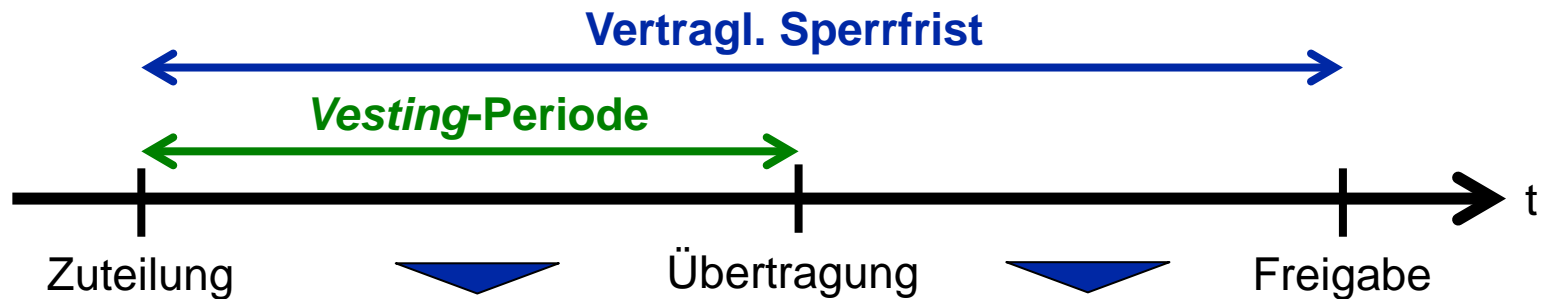 Vertragl. Sperrfrist
Vesting-Periode
t
Zuteilung Übertragung Freigabe